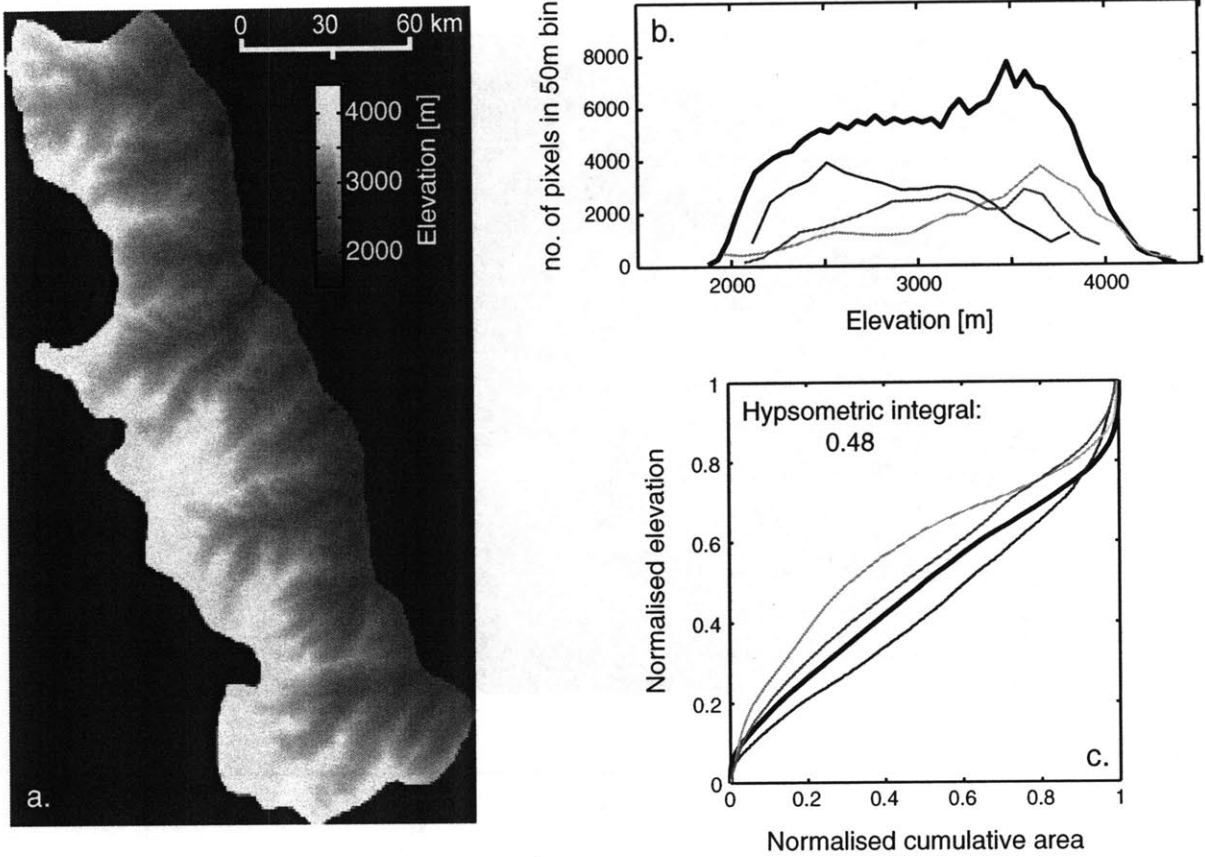 0 30 60 km
4000
3000
2000
Elevation [m]
a.
b.
no. of pixels in 50m bin
8000
6000
4000
2000
0
2000 3000 4000
Elevation [m]
Hypsometric integral:
0.48
c.
Normalised elevation
1
0.8
0.6
0.4
0.2
0
0 0.2 0.4 0.6 0.8 1
Normalised cumulative area